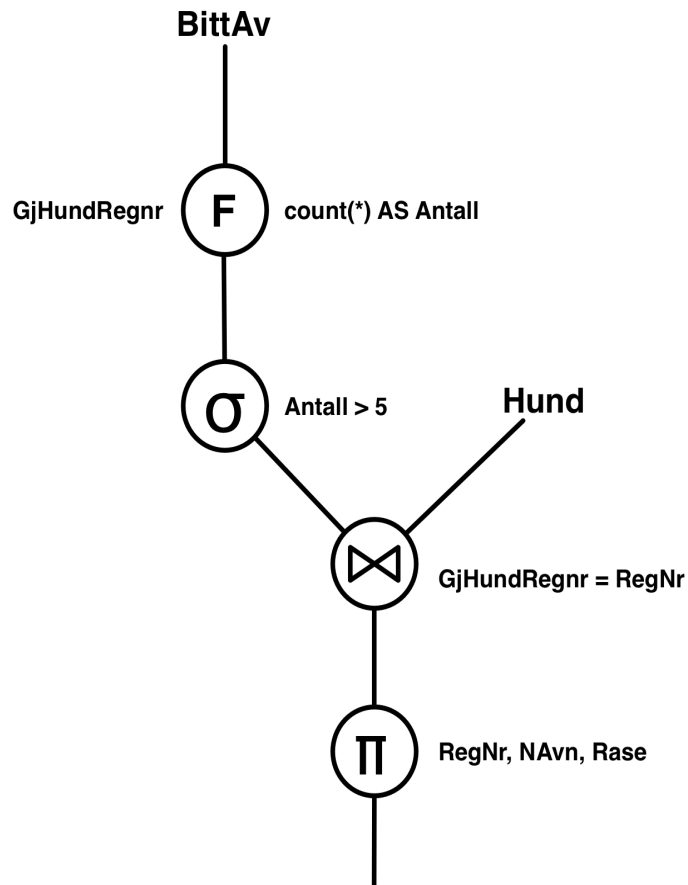 BittAv
GjHundRegnr F count(*) AS Antall
σ Antall > 5
Hund
⋈ GjHundRegnr = RegNr
π RegNr, NAvn, Rase